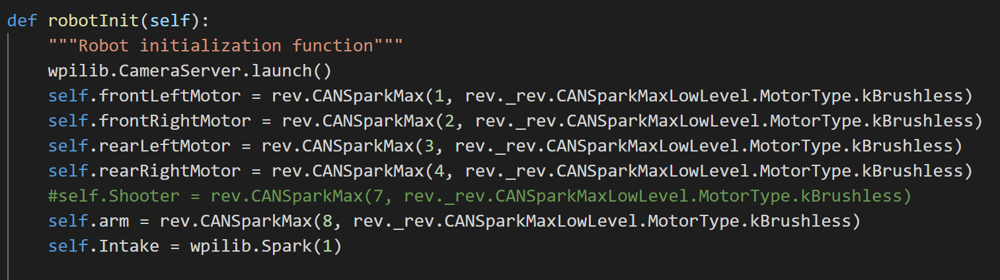 def robotInit(self):
"""Robot initialization function"""
wpilib.CameraServer.launch()
self.frontLeftMotor = rev.CANSparkMax(1, rev._rev.CANSparkMaxLowLevel.MotorType.kBrushless)
self.frontRightMotor = rev.CANSparkMax(2, rev._rev.CANSparkMaxLowLevel.MotorType.kBrushless)
self.rearLeftMotor = rev.CANSparkMax(3, rev._rev.CANSparkMaxLowLevel.MotorType.kBrushless)
self.rearRightMotor = rev.CANSparkMax(4, rev._rev.CANSparkMaxLowLevel.MotorType.kBrushless)
#self.Shooter = rev.CANSparkMax(7, rev._rev.CANSparkMaxLowLevel.MotorType.kBrushless)
self.arm = rev.CANSparkMax(8, rev._rev.CANSparkMaxLowLevel.MotorType.kBrushless)
self.Intake = wpilib.Spark(1)